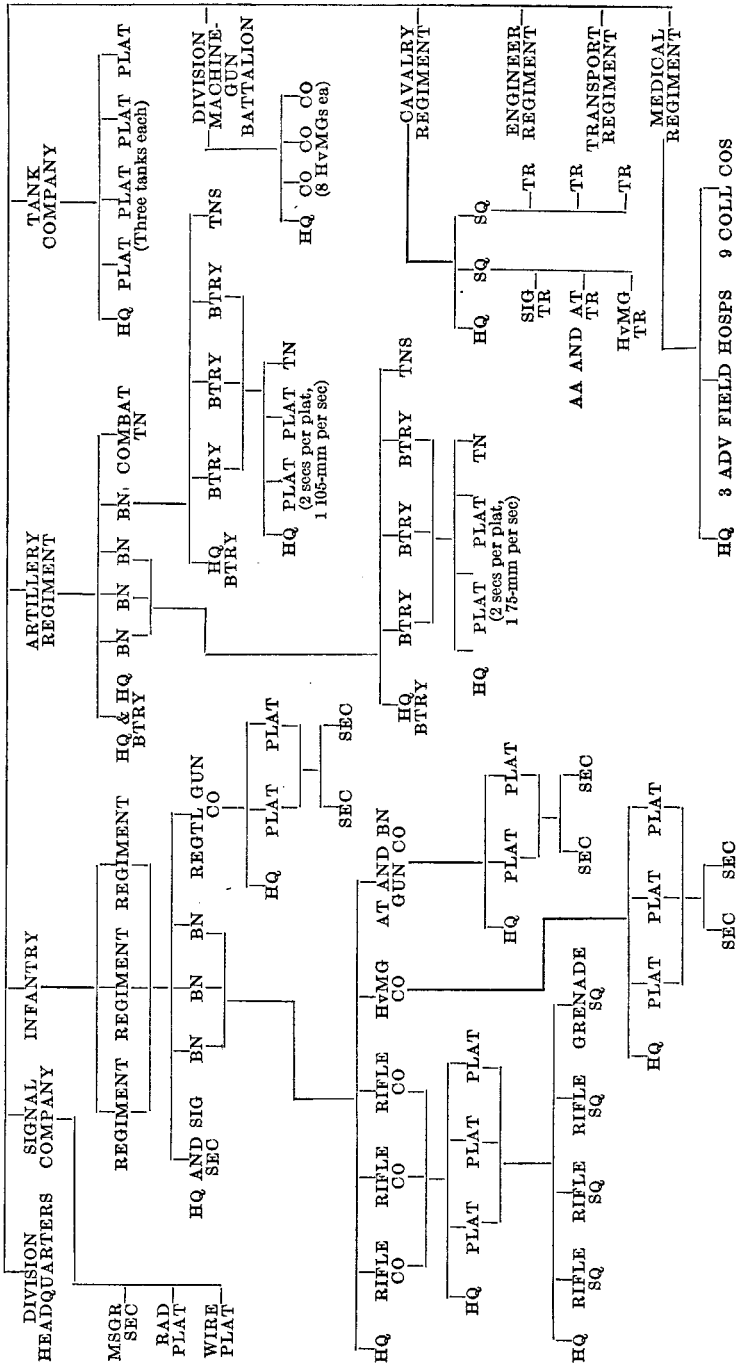 DIVISION
HEADQUARTERS
SIGNAL
COMPANY
INFANTRY
ARTILLERY
REGIMENT
TANK
COMPANY
MSGR
SEC
RAD
PLAT
WIRE
PLAT
REGIMENT REGIMENT REGIMENT
HQ AND SIG
SEC
BN BN BN
REGTL GUN
CO
HQ PLAT PLAT
SEC SEC
HQ
RIFLE
CO
RIFLE
CO
RIFLE
CO
HvMG
CO
AT AND BN
GUN CO
HQ PLAT PLAT PLAT
HQ PLAT PLAT
SEC SEC
HQ
RIFLE
SQ
RIFLE
SQ
RIFLE
SQ
GRENADE
SQ
HQ PLAT PLAT PLAT
SEC SEC
HQ & HQ
BTRY
BN BN BN BN
COMBAT
TN
HQ
BTRY
BTRY BTRY BTRY TNS
HQ PLAT PLAT TN
(2 secs per plat,
1 105-mm per sec)
HQ
BTRY
BTRY BTRY BTRY TNS
HQ PLAT PLAT TN
(2 secs per plat,
1 75-mm per sec)
HQ PLAT PLAT PLAT PLAT PLAT
(Three tanks each)
DIVISION
MACHINE-
GUN
BATTALION
HQ CO CO CO CO
(8 HvMGs ea)
CAVALRY
REGIMENT
HQ SQ SQ
SIG
TR
AA AND AT
TR
HvMG
TR
TR
TR
TR
ENGINEER
REGIMENT
TRANSPORT
REGIMENT
MEDICAL
REGIMENT
HQ 3 ADV FIELD HOSPS 9 COLL COS